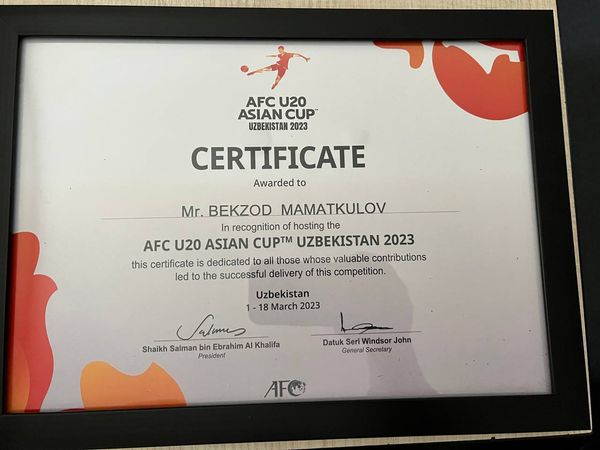 AFC U20
ASIAN CUP™
UZBEKISTAN 2023
CERTIFICATE
Awarded to
Mr. BEKZOD MAMATKULOV
In recognition of hosting the
AFC U20 ASIAN CUP™ UZBEKISTAN 2023
this certificate is dedicated to all those whose valuable contributions
led to the successful delivery of this competition.
Uzbekistan
1 - 18 March 2023
Shaikh Salman bin Ebrahim Al Khalifa
President
Datuk Seri Windsor John
General Secretary
AFC